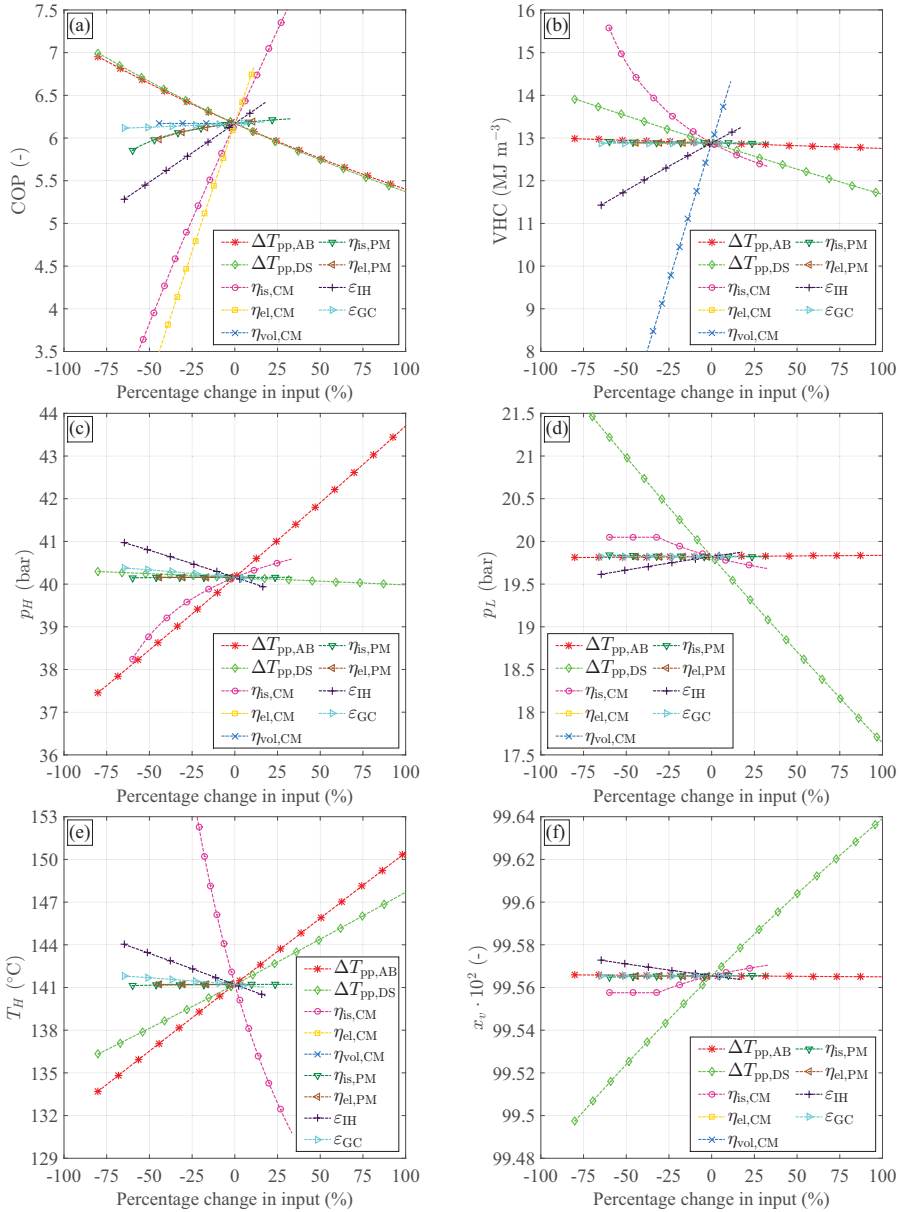 (a)
7.5
7
6.5
6
5.5
5
4.5
4
3.5
COP (-)
ΔT_pp,AB η_is,PM
ΔT_pp,DS η_el,PM
η_is,CM ε_IH
η_el,CM ε_GC
η_vol,CM
-100 -75 -50 -25 0 25 50 75 100
Percentage change in input (%)
(b)
16
15
14
13
12
11
10
9
8
VHC (MJ m⁻³)
ΔT_pp,AB η_is,PM
ΔT_pp,DS η_el,PM
η_is,CM ε_IH
η_el,CM ε_GC
η_vol,CM
-100 -75 -50 -25 0 25 50 75 100
Percentage change in input (%)
(c)
44
43
42
41
40
39
38
37
36
p_H (bar)
ΔT_pp,AB η_is,PM
ΔT_pp,DS η_el,PM
η_is,CM ε_IH
η_el,CM ε_GC
η_vol,CM
-100 -75 -50 -25 0 25 50 75 100
Percentage change in input (%)
(d)
21.5
21
20.5
20
19.5
19
18.5
18
17.5
p_L (bar)
ΔT_pp,AB η_is,PM
ΔT_pp,DS η_el,PM
η_is,CM ε_IH
η_el,CM ε_GC
η_vol,CM
-100 -75 -50 -25 0 25 50 75 100
Percentage change in input (%)
(e)
153
150
147
144
141
138
135
132
129
T_H (°C)
ΔT_pp,AB
ΔT_pp,DS
η_is,CM
η_el,CM
η_vol,CM
η_is,PM
η_el,PM
ε_IH
ε_GC
-100 -75 -50 -25 0 25 50 75 100
Percentage change in input (%)
(f)
99.64
99.62
99.6
99.58
99.56
99.54
99.52
99.5
99.48
x_v · 10² (-)
ΔT_pp,AB η_is,PM
ΔT_pp,DS η_el,PM
η_is,CM ε_IH
η_el,CM ε_GC
η_vol,CM
-100 -75 -50 -25 0 25 50 75 100
Percentage change in input (%)